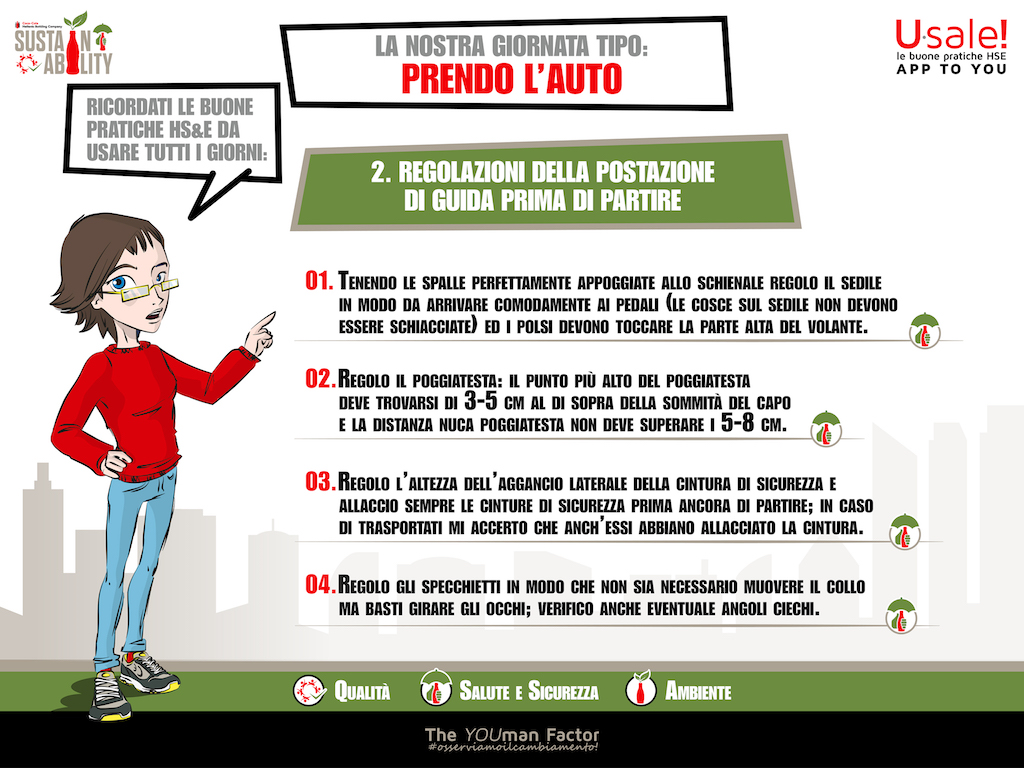 Coca-Cola
Hellenic Bottling Company
SUSTAIN
ABILITY
LA NOSTRA GIORNATA TIPO:
PRENDO L'AUTO
U·sale!
le buone pratiche HSE
APP TO YOU
RICORDATI LE BUONE
PRATICHE HS&E DA
USARE TUTTI I GIORNI:
2. REGOLAZIONI DELLA POSTAZIONE
DI GUIDA PRIMA DI PARTIRE
01. TENENDO LE SPALLE PERFETTAMENTE APPOGGIATE ALLO SCHIENALE REGOLO IL SEDILE
IN MODO DA ARRIVARE COMODAMENTE AI PEDALI (LE COSCE SUL SEDILE NON DEVONO
ESSERE SCHIACCIATE) ED I POLSI DEVONO TOCCARE LA PARTE ALTA DEL VOLANTE.
02. REGOLO IL POGGIATESTA: IL PUNTO PIÙ ALTO DEL POGGIATESTA
DEVE TROVARSI DI 3-5 CM AL DI SOPRA DELLA SOMMITÀ DEL CAPO
E LA DISTANZA NUCA POGGIATESTA NON DEVE SUPERARE I 5-8 CM.
03. REGOLO L'ALTEZZA DELL'AGGANCIO LATERALE DELLA CINTURA DI SICUREZZA E
ALLACCIO SEMPRE LE CINTURE DI SICUREZZA PRIMA ANCORA DI PARTIRE; IN CASO
DI TRASPORTATI MI ACCERTO CHE ANCH'ESSI ABBIANO ALLACCIATO LA CINTURA.
04. REGOLO GLI SPECCHIETTI IN MODO CHE NON SIA NECESSARIO MUOVERE IL COLLO
MA BASTI GIRARE GLI OCCHI; VERIFICO ANCHE EVENTUALE ANGOLI CIECHI.
QUALITÀ
SALUTE E SICUREZZA
AMBIENTE
The YOUman Factor
#osserviamoilcambiamento!